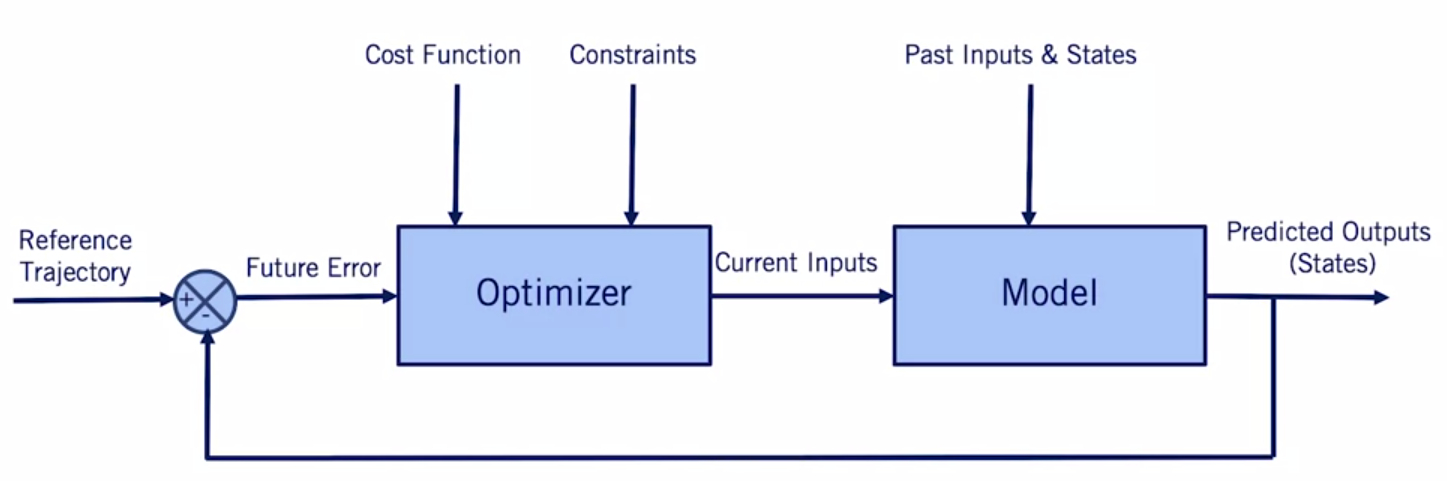 Cost Function
Constraints
Past Inputs & States
Reference
Trajectory
+
-
Future Error
Optimizer
Current Inputs
Model
Predicted Outputs
(States)